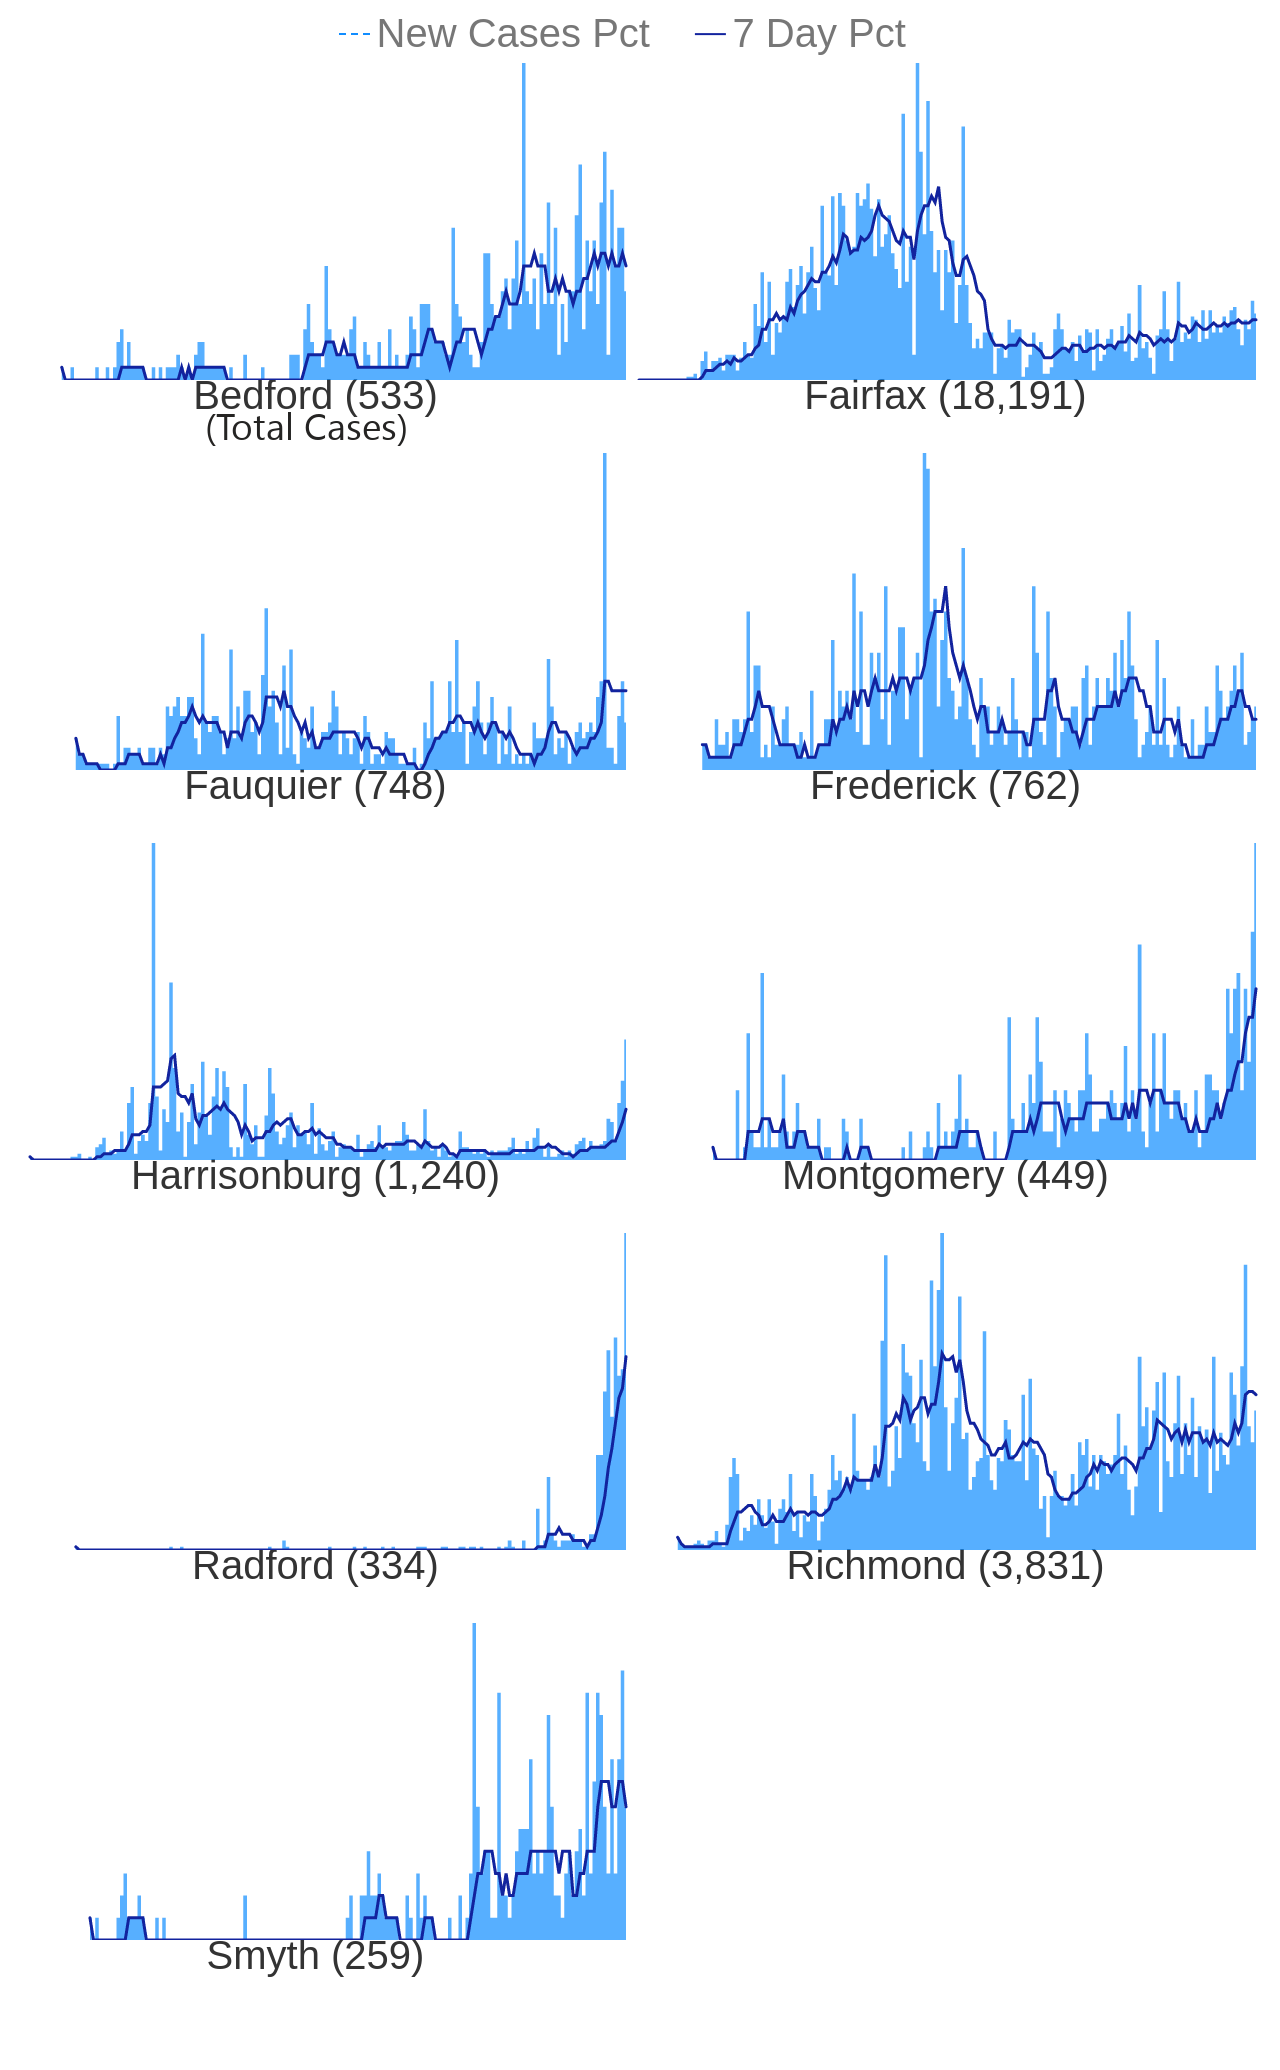 New Cases Pct 7 Day Pct
Bedford (533) Fairfax (18,191)
(Total Cases)
Fauquier (748) Frederick (762)
Harrisonburg (1,240) Montgomery (449)
Radford (334) Richmond (3,831)
Smyth (259)